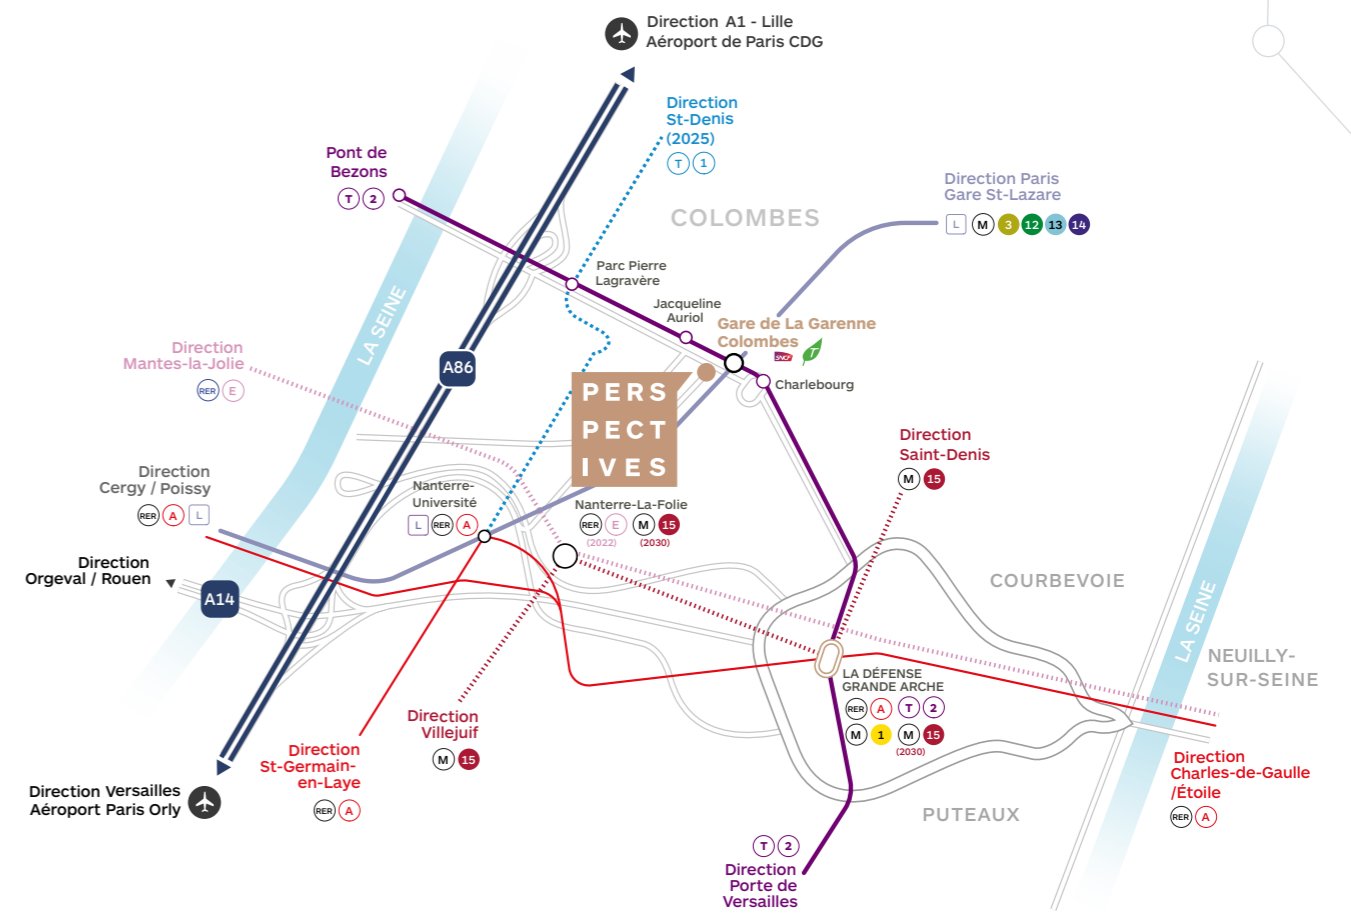 Direction A1 - Lille
Aéroport de Paris CDG
Direction
St-Denis
(2025)
T 1
Pont de
Bezons
T 2
Direction Paris
Gare St-Lazare
L M 3 12 13 14
COLOMBES
Parc Pierre
Lagravère
Jacqueline
Auriol
Gare de La Garenne
Colombes
SNCF T
Charlebourg
LA SEINE
A86
Direction
Mantes-la-Jolie
RER E
PERS
PECT
IVES
Direction
Saint-Denis
M 15
Direction
Cergy / Poissy
RER A L
Nanterre-
Université
L RER A
Nanterre-La-Folie
RER E M 15
(2022) (2030)
Direction
Orgeval / Rouen
A14
COURBEVOIE
LA SEINE
NEUILLY-
SUR-SEINE
LA DÉFENSE
GRANDE ARCHE
RER A T 2
M 1 M 15
(2030)
Direction
Villejuif
M 15
Direction
St-Germain-
en-Laye
RER A
Direction Versailles
Aéroport Paris Orly
Direction
Charles-de-Gaulle
/Étoile
RER A
PUTEAUX
T 2
Direction
Porte de
Versailles